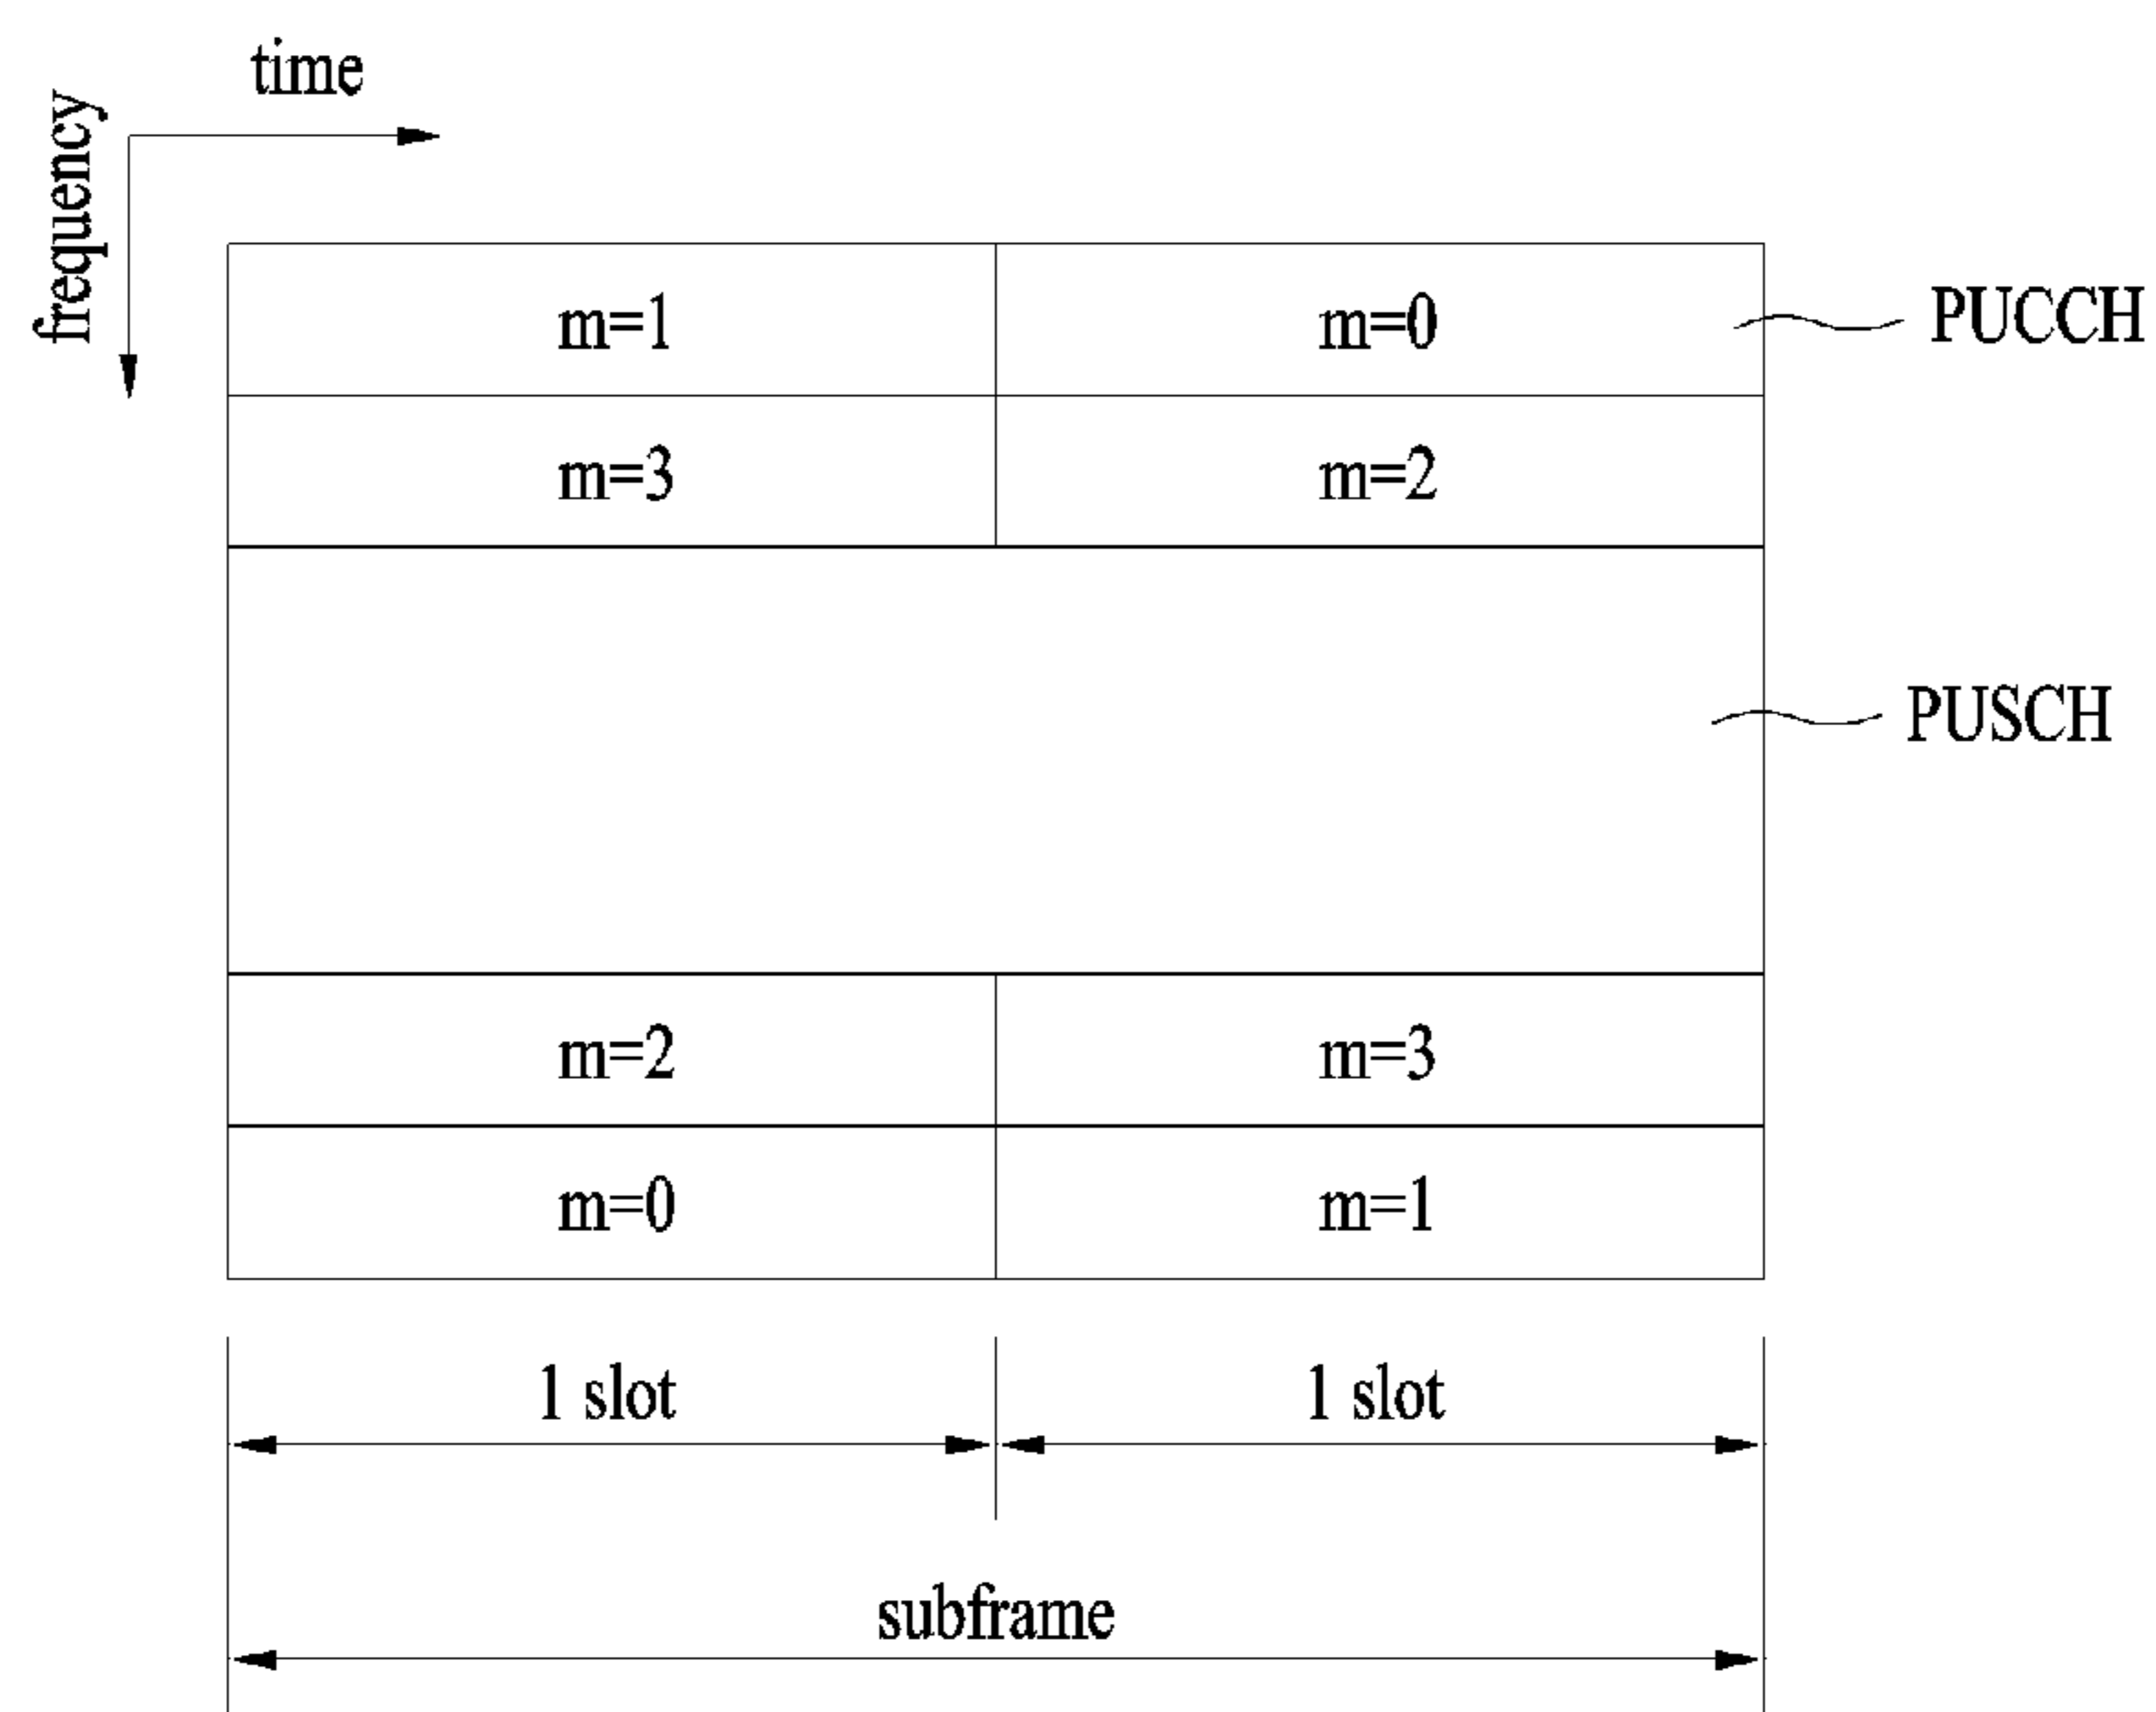 time
frequency
m=1
m=0
PUCCH
m=3
m=2
PUSCH
m=2
m=3
m=0
m=1
1 slot
1 slot
subframe